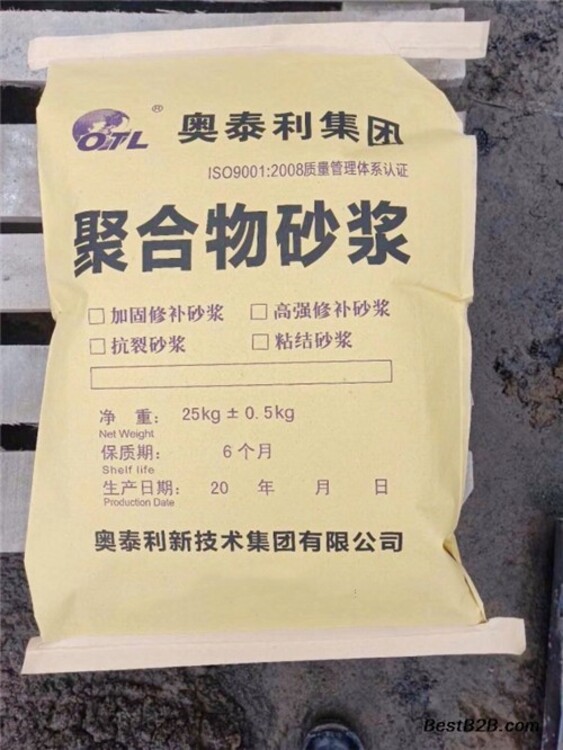 OTL ® 奥泰利集团
ISO9001:2008质量管理体系认证
聚合物砂浆
□ 加固修补砂浆 □ 高强修补砂浆
□ 抗裂砂浆 □ 粘结砂浆
净 重: 25kg ± 0.5kg
Net Weight
保质期: 6 个月
Shelf life
生产日期: 20 年 月 日
Production Date
奥泰利新技术集团有限公司
BestB2B.com